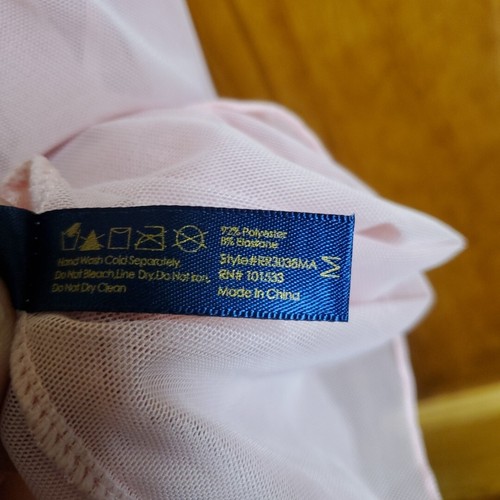 92% Polyester
8% Elastane
Hand Wash Cold Separately.
Do Not Bleach,Line Dry.Do Not Iron.
Do Not Dry Clean
Style#RR3038MA
RN# 101533
Made in China
M